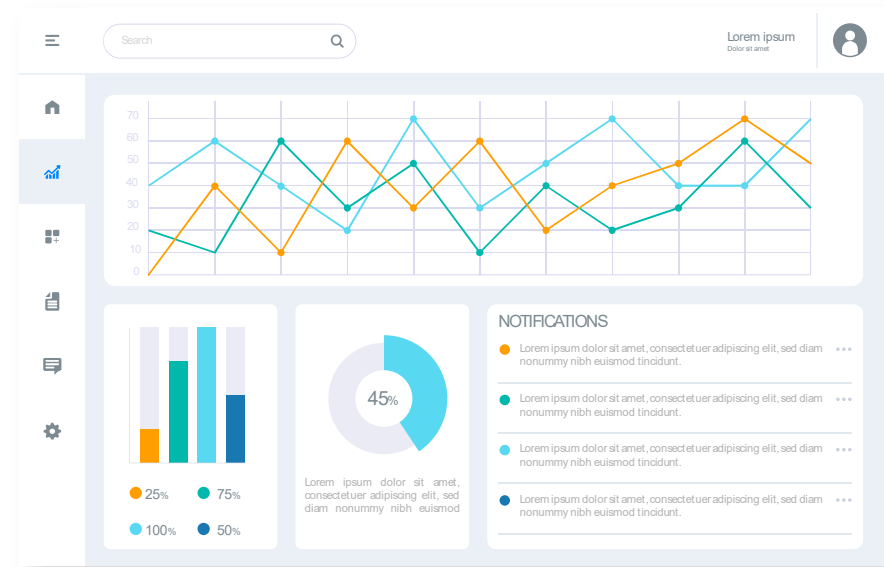 Search
Lorem ipsum
Dolor sit amet
70
60
50
40
30
20
10
0
25%
75%
100%
50%
45%
Lorem ipsum dolor sit amet,
consectetuer adipiscing elit, sed
diam nonummy nibh euismod
NOTIFICATIONS
Lorem ipsum dolor sit amet, consectetuer adipiscing elit, sed diam
nonummy nibh euismod tincidunt.
Lorem ipsum dolor sit amet, consectetuer adipiscing elit, sed diam
nonummy nibh euismod tincidunt.
Lorem ipsum dolor sit amet, consectetuer adipiscing elit, sed diam
nonummy nibh euismod tincidunt.
Lorem ipsum dolor sit amet, consectetuer adipiscing elit, sed diam
nonummy nibh euismod tincidunt.